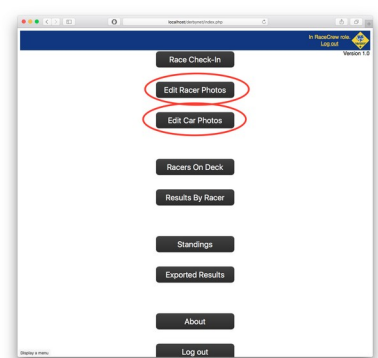 localhost/derbynet/index.php
In RaceCrew role
Log out
Version 1.0
Race Check-In
Edit Racer Photos
Edit Car Photos
Racers On Deck
Results By Racer
Standings
Exported Results
About
Log out
Display a menu